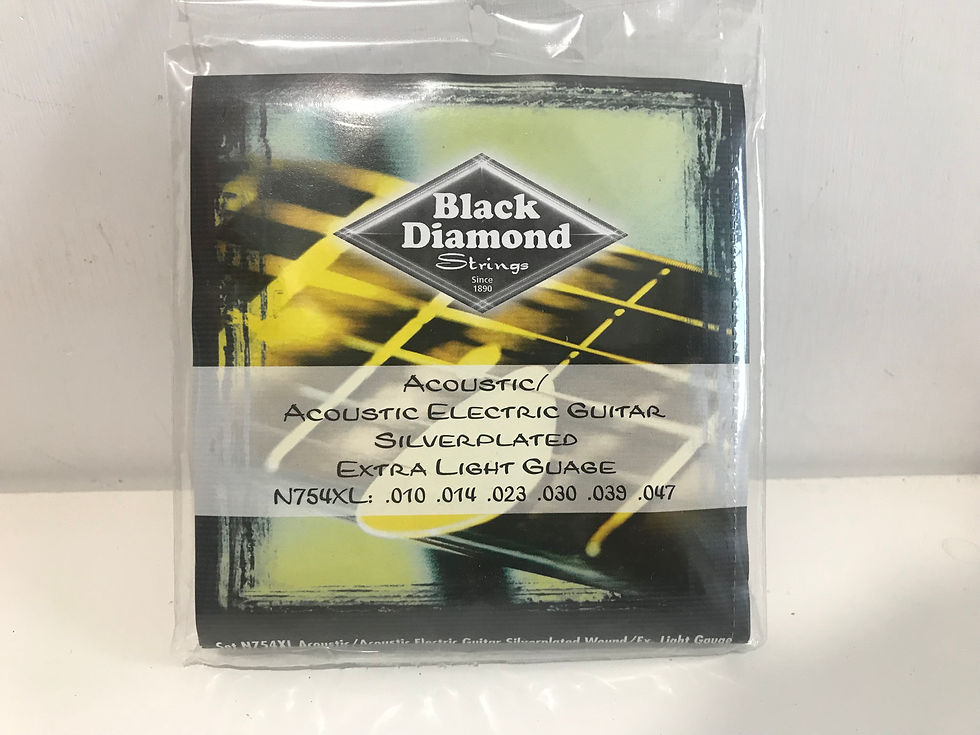 Black
Diamond
Strings
Since
1890
Acoustic/
Acoustic Electric Guitar
Silverplated
Extra Light Guage
N754XL: .010 .014 .023 .030 .039 .047
Set N754XL Acoustic/Acoustic Electric Guitar Silverplated Wound/Ex. Light Gauge